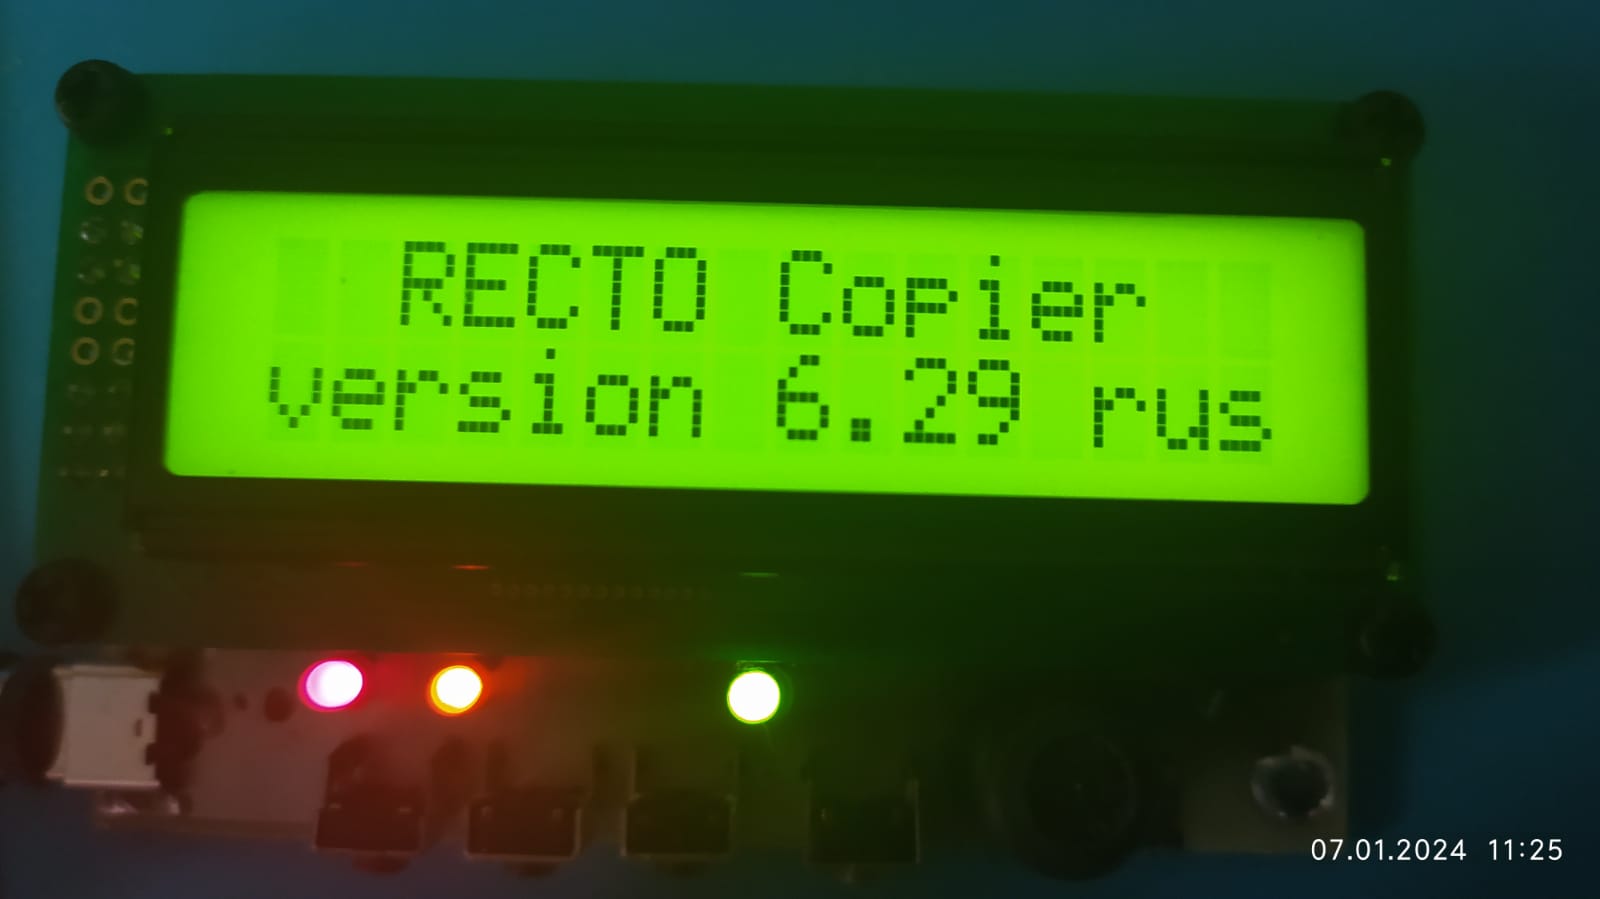 RECTO Copier
version 6.29 rus
07.01.2024 11:25